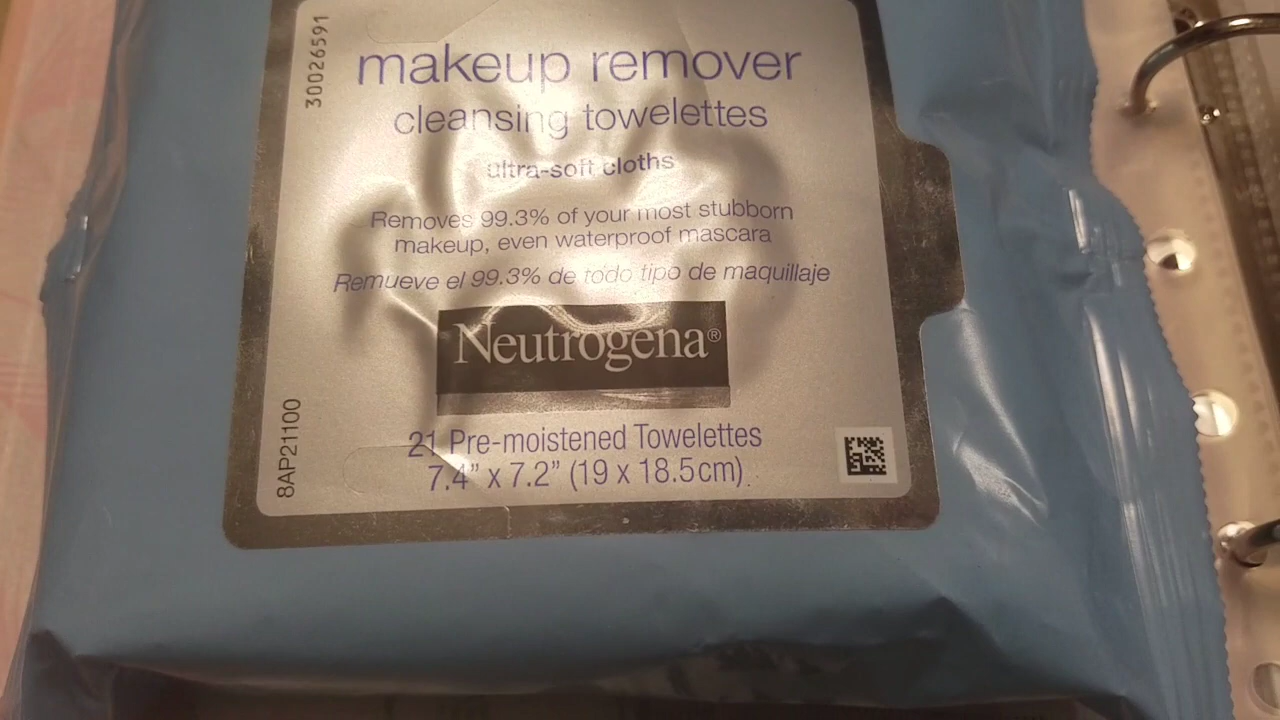 30026591
makeup remover
cleansing towelettes
ultra-soft cloths
Removes 99.3% of your most stubborn
makeup, even waterproof mascara
Remueve el 99.3% de todo tipo de maquillaje
Neutrogena®
8AP21100
21 Pre-moistened Towelettes
7.4" x 7.2" (19 x 18.5cm)